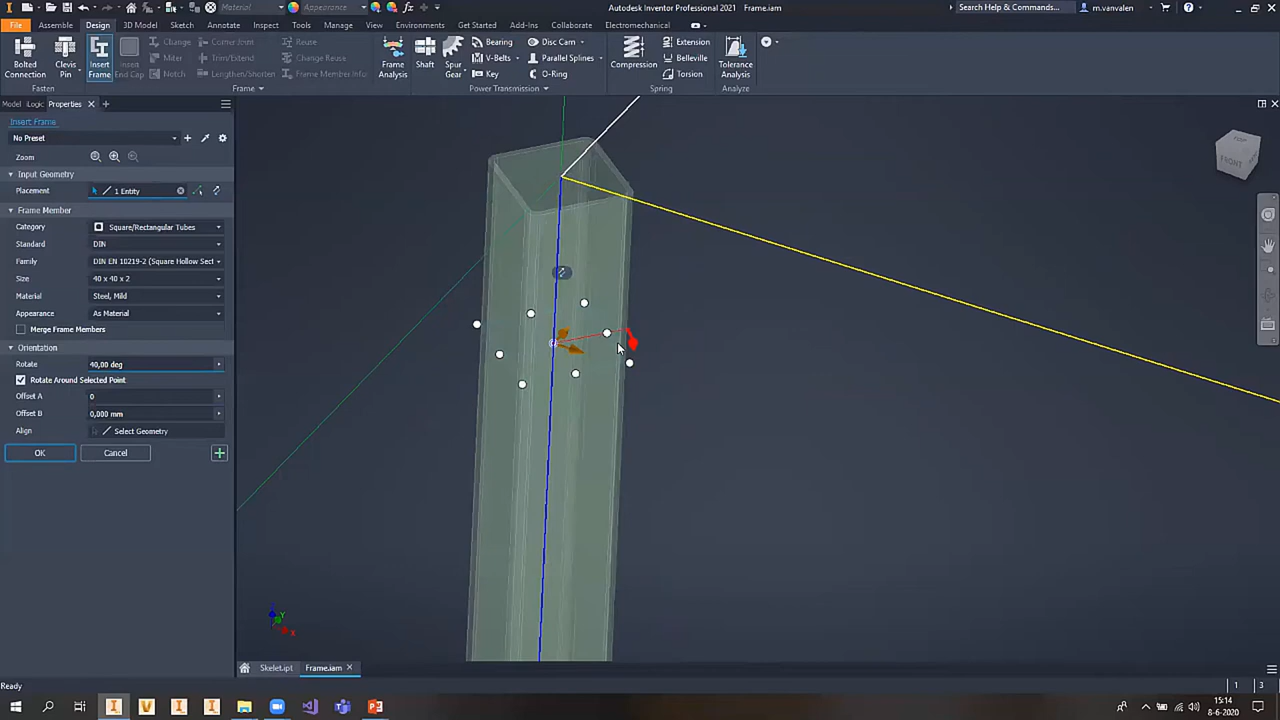 Material
Appearance
Autodesk Inventor Professional 2021
Frame.iam
Search Help & Commands...
m.vanvalen
File
Assemble
Design
3D Model
Sketch
Annotate
Inspect
Tools
Manage
View
Environments
Get Started
Add-Ins
Collaborate
Electromechanical
Bolted Connection
Clevis Pin
Insert Frame
Insert End Cap
Change
Miter
Notch
Corner Joint
Trim/Extend
Lengthen/Shorten
Reuse
Change Reuse
Frame Member Info
Frame Analysis
Shaft
Spur Gear
Bearing
V-Belts
Key
Disc Cam
Parallel Splines
O-Ring
Compression
Extension
Belleville
Torsion
Tolerance Analysis
Fasten
Frame
Power Transmission
Spring
Analyze
Model
Logic
Properties
Insert Frame
No Preset
Zoom
Input Geometry
Placement
1 Entity
Frame Member
Category
Square/Rectangular Tubes
Standard
DIN
Family
DIN EN 10219-2 (Square Hollow Sect
Size
40 x 40 x 2
Material
Steel, Mild
Appearance
As Material
Merge Frame Members
Orientation
Rotate
40,00 deg
Rotate Around Selected Point
Offset A
0
Offset B
0,000 mm
Align
Select Geometry
OK
Cancel
FRONT
Y
X
Skelet.ipt
Frame.iam
Ready
1
3
15:14
8-6-2020